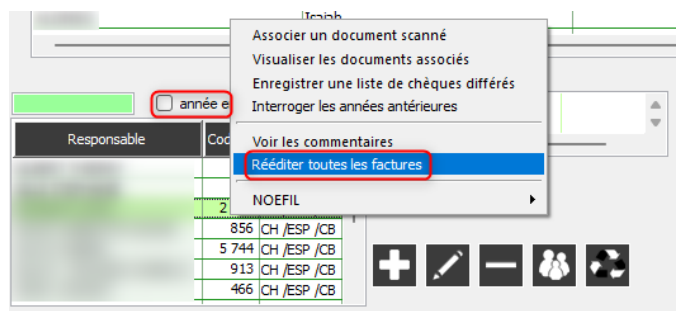 Associer un document scanné
Visualiser les documents associés
Enregistrer une liste de chèques différés
année e
Interroger les années antérieures
Responsable
Voir les commentaires
Rééditer toutes les factures
NOEFIL
2
856 CH /ESP /CB
5 744 CH /ESP /CB
913 CH /ESP /CB
466 CH /ESP /CB